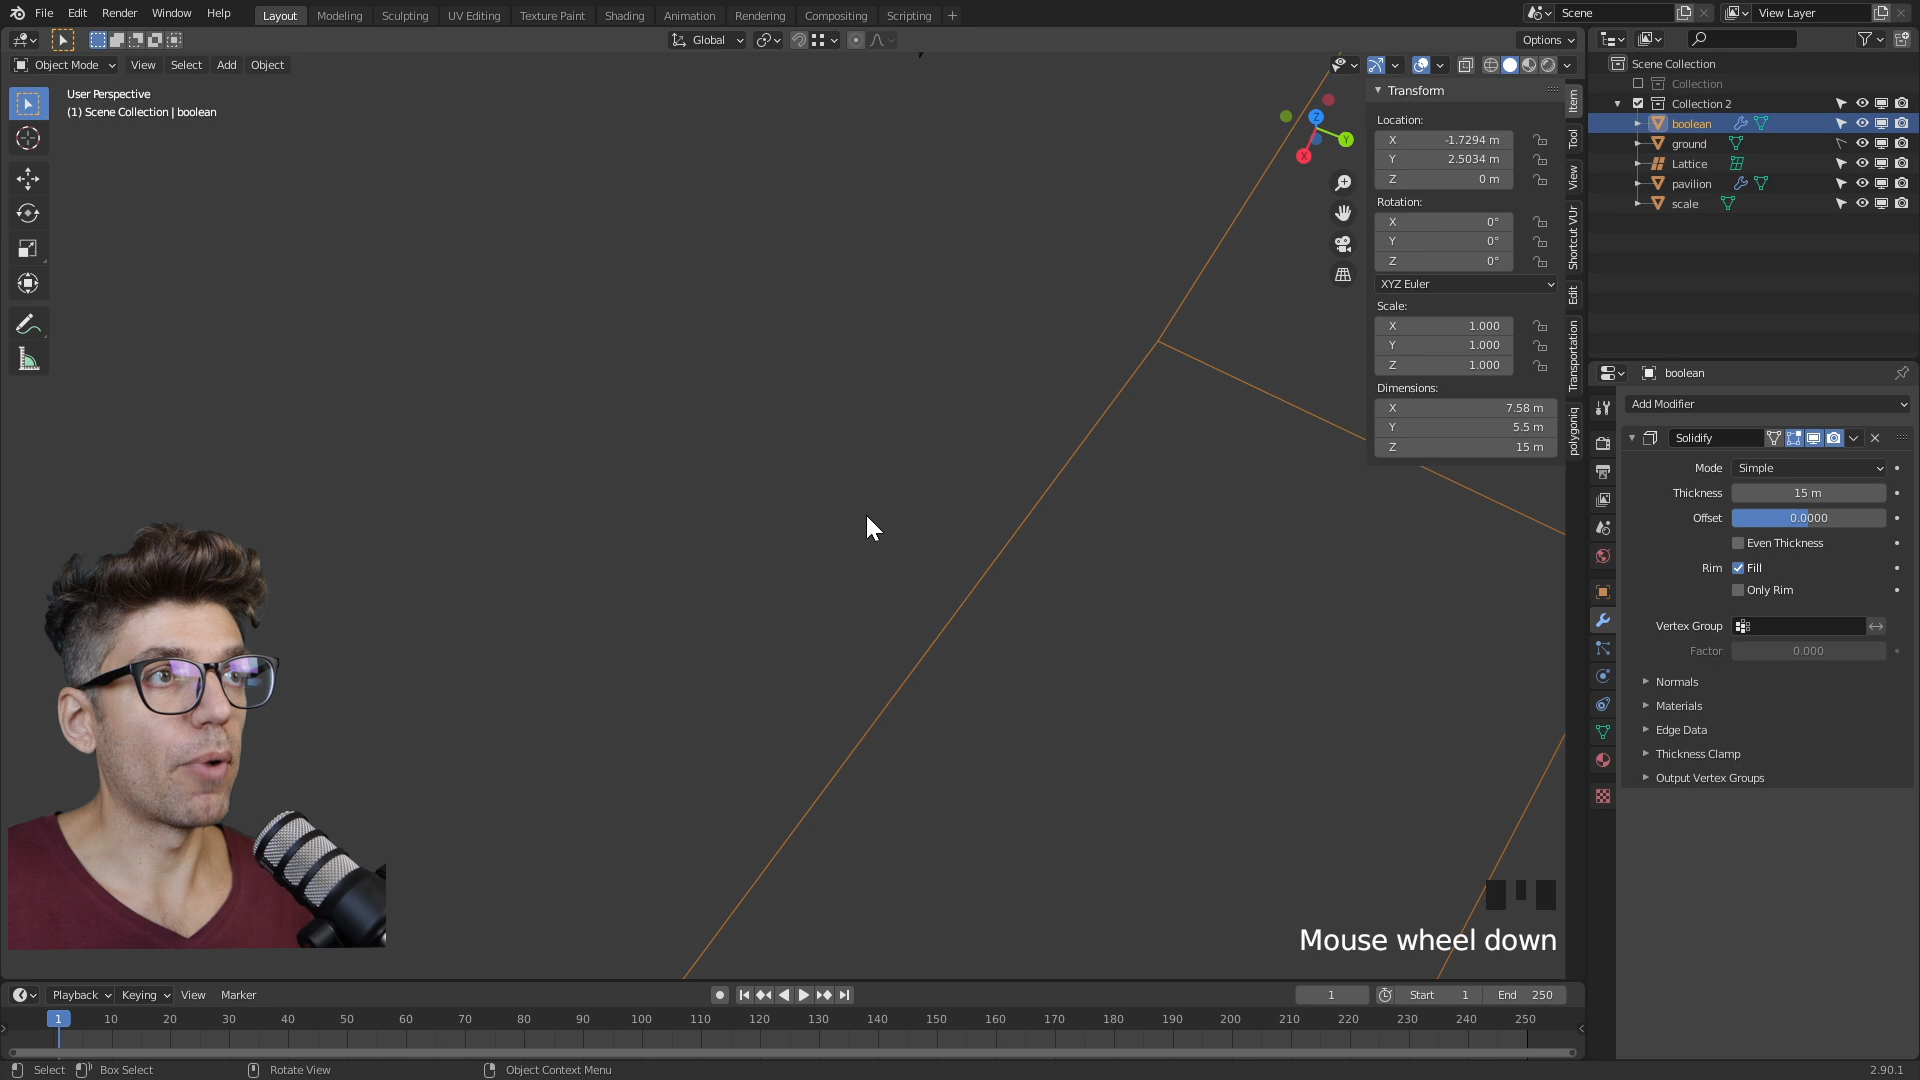 File Edit Render Window Help Layout Modeling Sculpting UV Editing Texture Paint Shading Animation Rendering Compositing Scripting + Scene View Layer
Global Options
Object Mode View Select Add Object
User Perspective
(1) Scene Collection | boolean
Transform
Location:
X -1.7294 m
Y 2.5034 m
Z 0 m
Rotation:
X 0°
Y 0°
Z 0°
XYZ Euler
Scale:
X 1.000
Y 1.000
Z 1.000
Dimensions:
X 7.58 m
Y 5.5 m
Z 15 m
Item
Tool
View
Shortcut VUr
Edit
Transportation
polygoniq
Z
Y
X
Scene Collection
Collection
Collection 2
boolean
ground
Lattice
pavilion
scale
boolean
Add Modifier
Solidify
Mode Simple
Thickness 15 m
Offset 0.0000
Even Thickness
Rim Fill
Only Rim
Vertex Group
Factor 0.000
Normals
Materials
Edge Data
Thickness Clamp
Output Vertex Groups
Mouse wheel down
Playback Keying View Marker 1 Start 1 End 250
1 10 20 30 40 50 60 70 80 90 100 110 120 130 140 150 160 170 180 190 200 210 220 230 240 250
Select Box Select Rotate View Object Context Menu 2.90.1